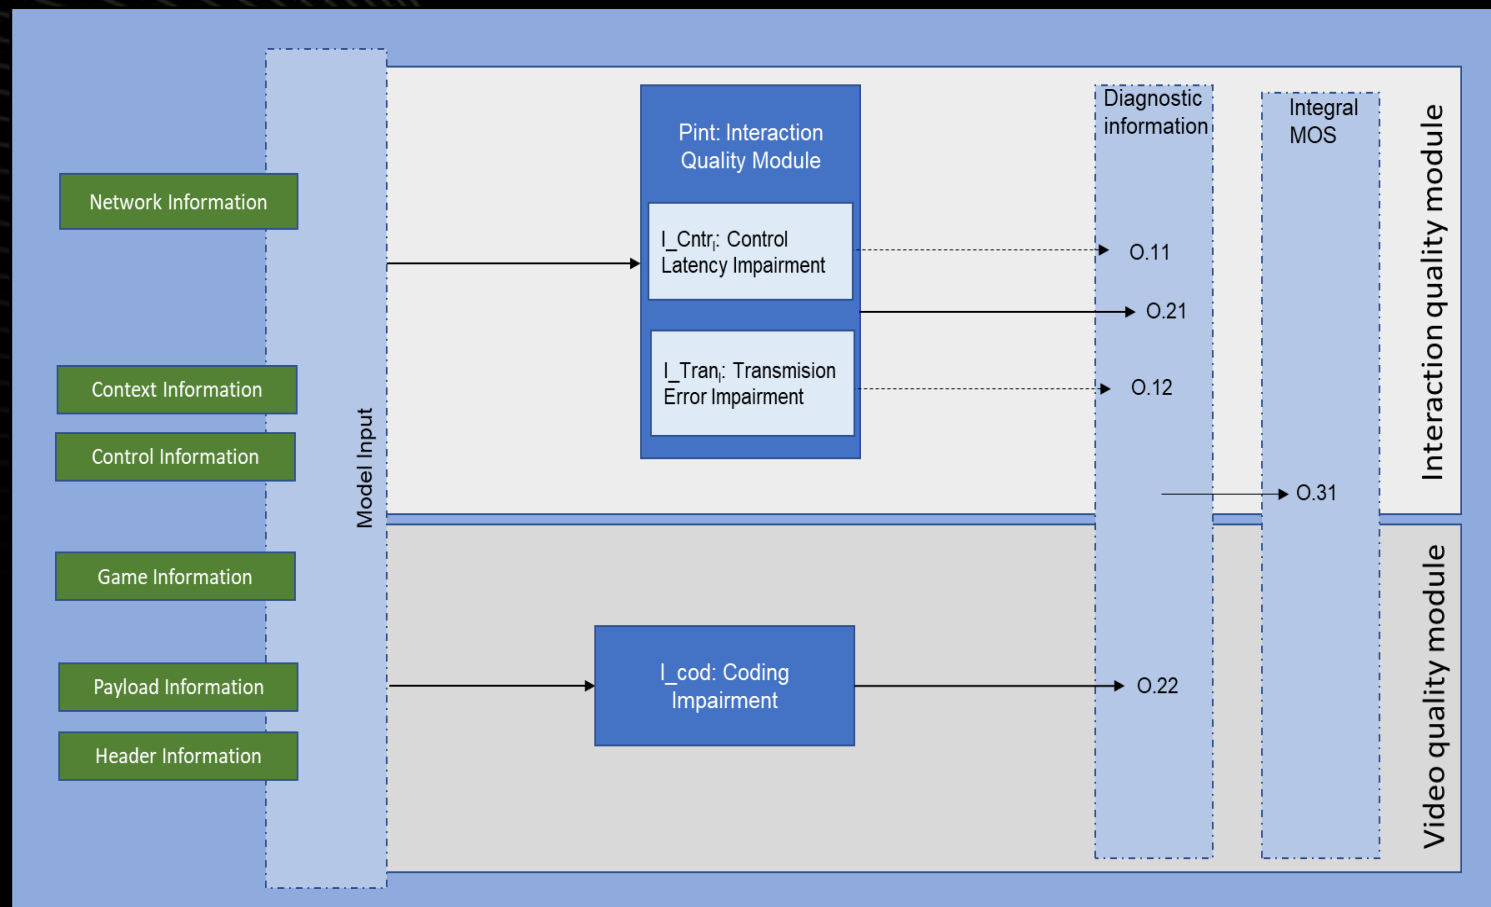 Diagnostic
information
Integral
MOS
Pint: Interaction
Quality Module
Network Information
I_Cntrᵢ: Control
Latency Impairment
O.11
O.21
I_Tranᵢ: Transmision
Error Impairment
O.12
Context Information
Control Information
Model Input
O.31
Interaction quality module
Game Information
Payload Information
I_cod: Coding
Impairment
O.22
Header Information
Video quality module